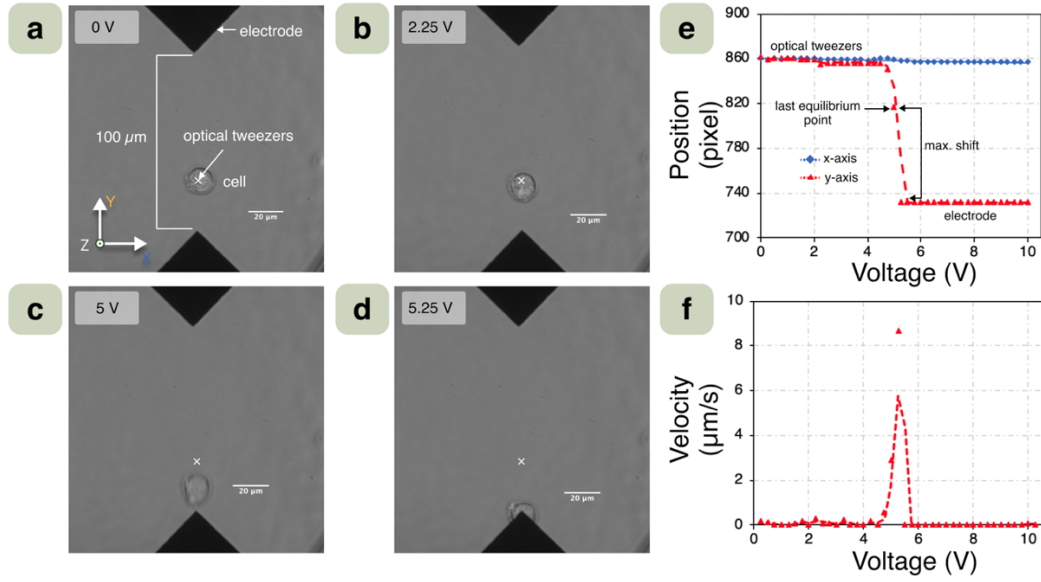 a
0 V
electrode
100 µm
optical tweezers
cell
20 µm
Y
Z
X
b
2.25 V
20 µm
c
5 V
20 µm
d
5.25 V
20 µm
e
900
860
820
780
740
700
Position
(pixel)
optical tweezers
last equilibrium
point
max. shift
x-axis
y-axis
electrode
0 2 4 6 8 10
Voltage (V)
f
10
8
6
4
2
0
Velocity
(µm/s)
0 2 4 6 8 10
Voltage (V)